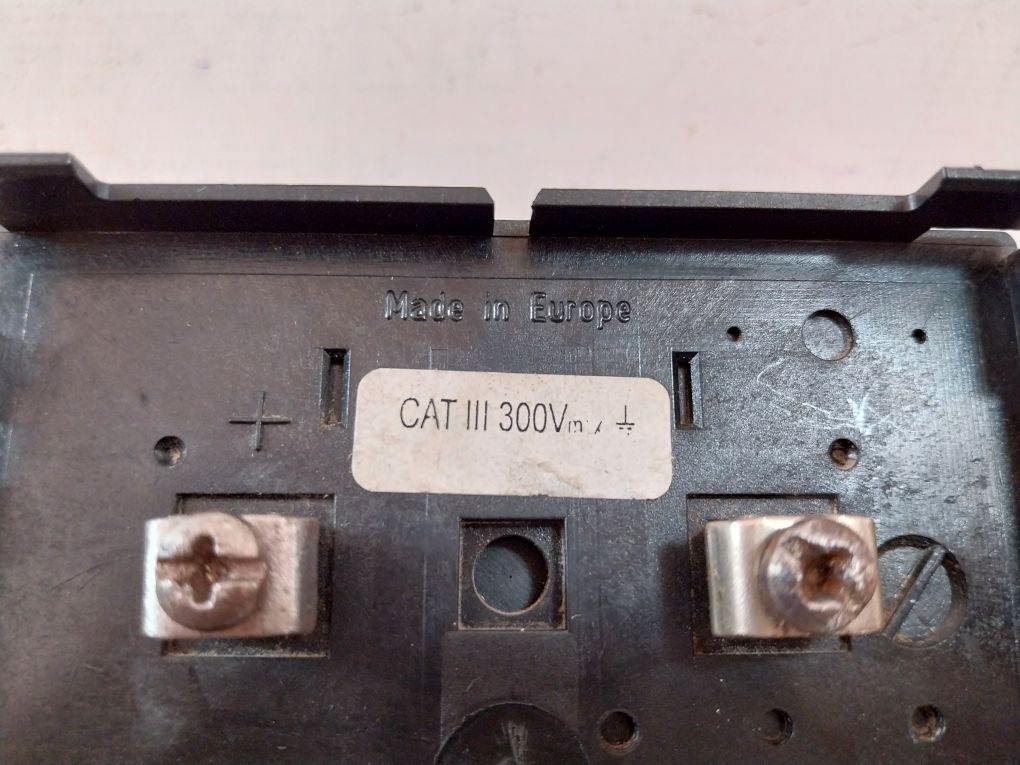 Made in Europe
+
CAT III 300V